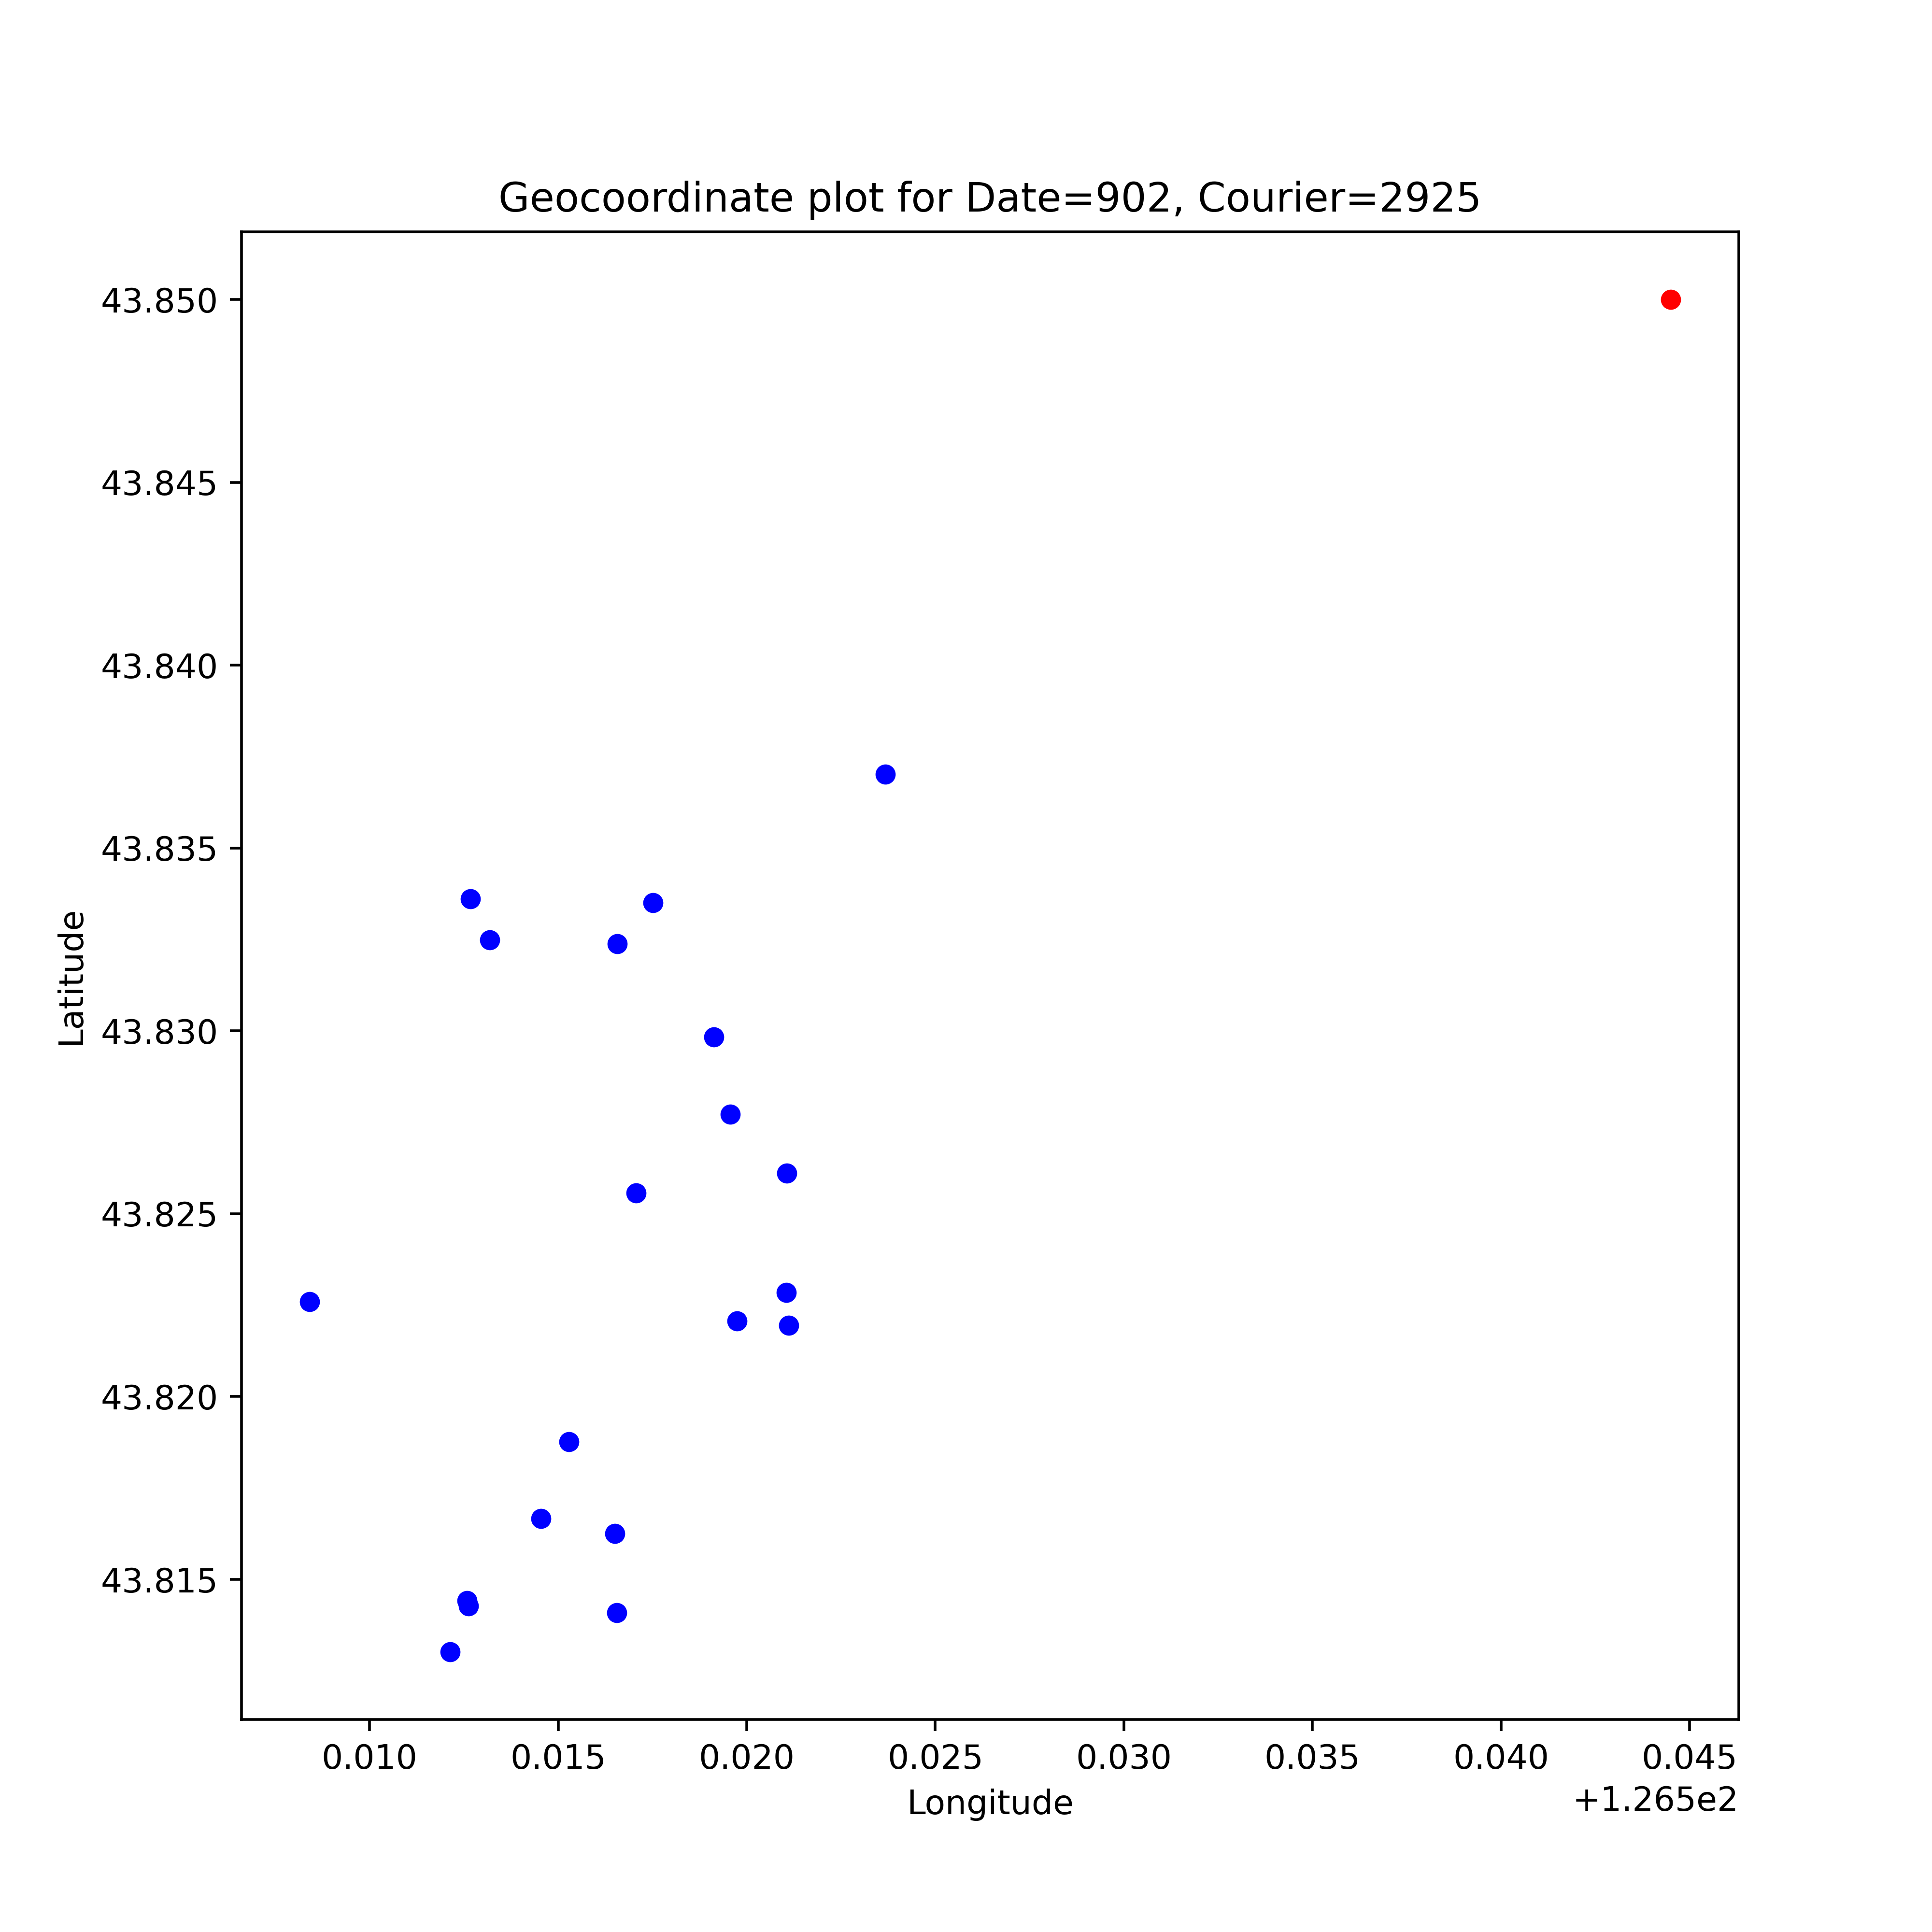 Geocoordinate plot for Date=902, Courier=2925
43.850
43.845
43.840
43.835
43.830
43.825
43.820
43.815
Latitude
0.010 0.015 0.020 0.025 0.030 0.035 0.040 0.045
+1.265e2
Longitude